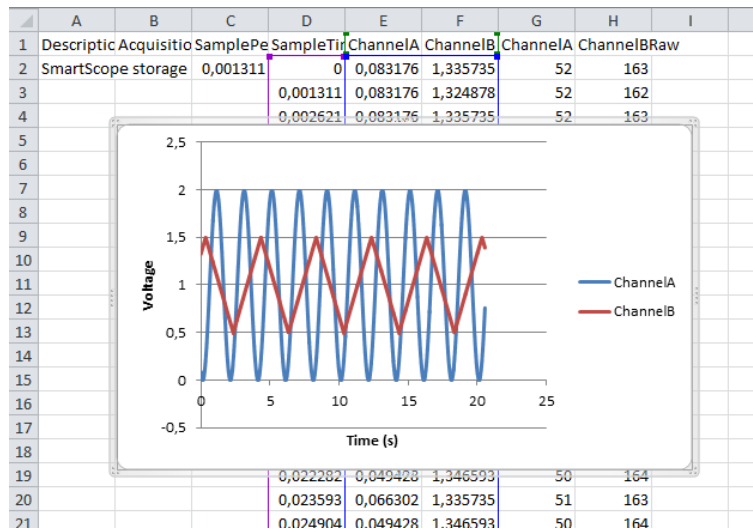 A B C D E F G H I
1 Descriptic Acquisitio SamplePe SampleTir ChannelA ChannelB ChannelA ChannelBRaw
2 SmartScope storage 0,001311 0 0,083176 1,335735 52 163
3 0,001311 0,083176 1,324878 52 162
4 0,002621 0,083176 1,335735 52 163
5
6
7
8
9
10
11
12
13
14
15
16
17
18
2,5
2
1,5
1
0,5
0
-0,5
Voltage
0 5 10 15 20 25
Time (s)
ChannelA
ChannelB
19 0,022282 0,049428 1,346593 50 164
20 0,023593 0,066302 1,335735 51 163
21 0,024904 0,049428 1,346593 50 164